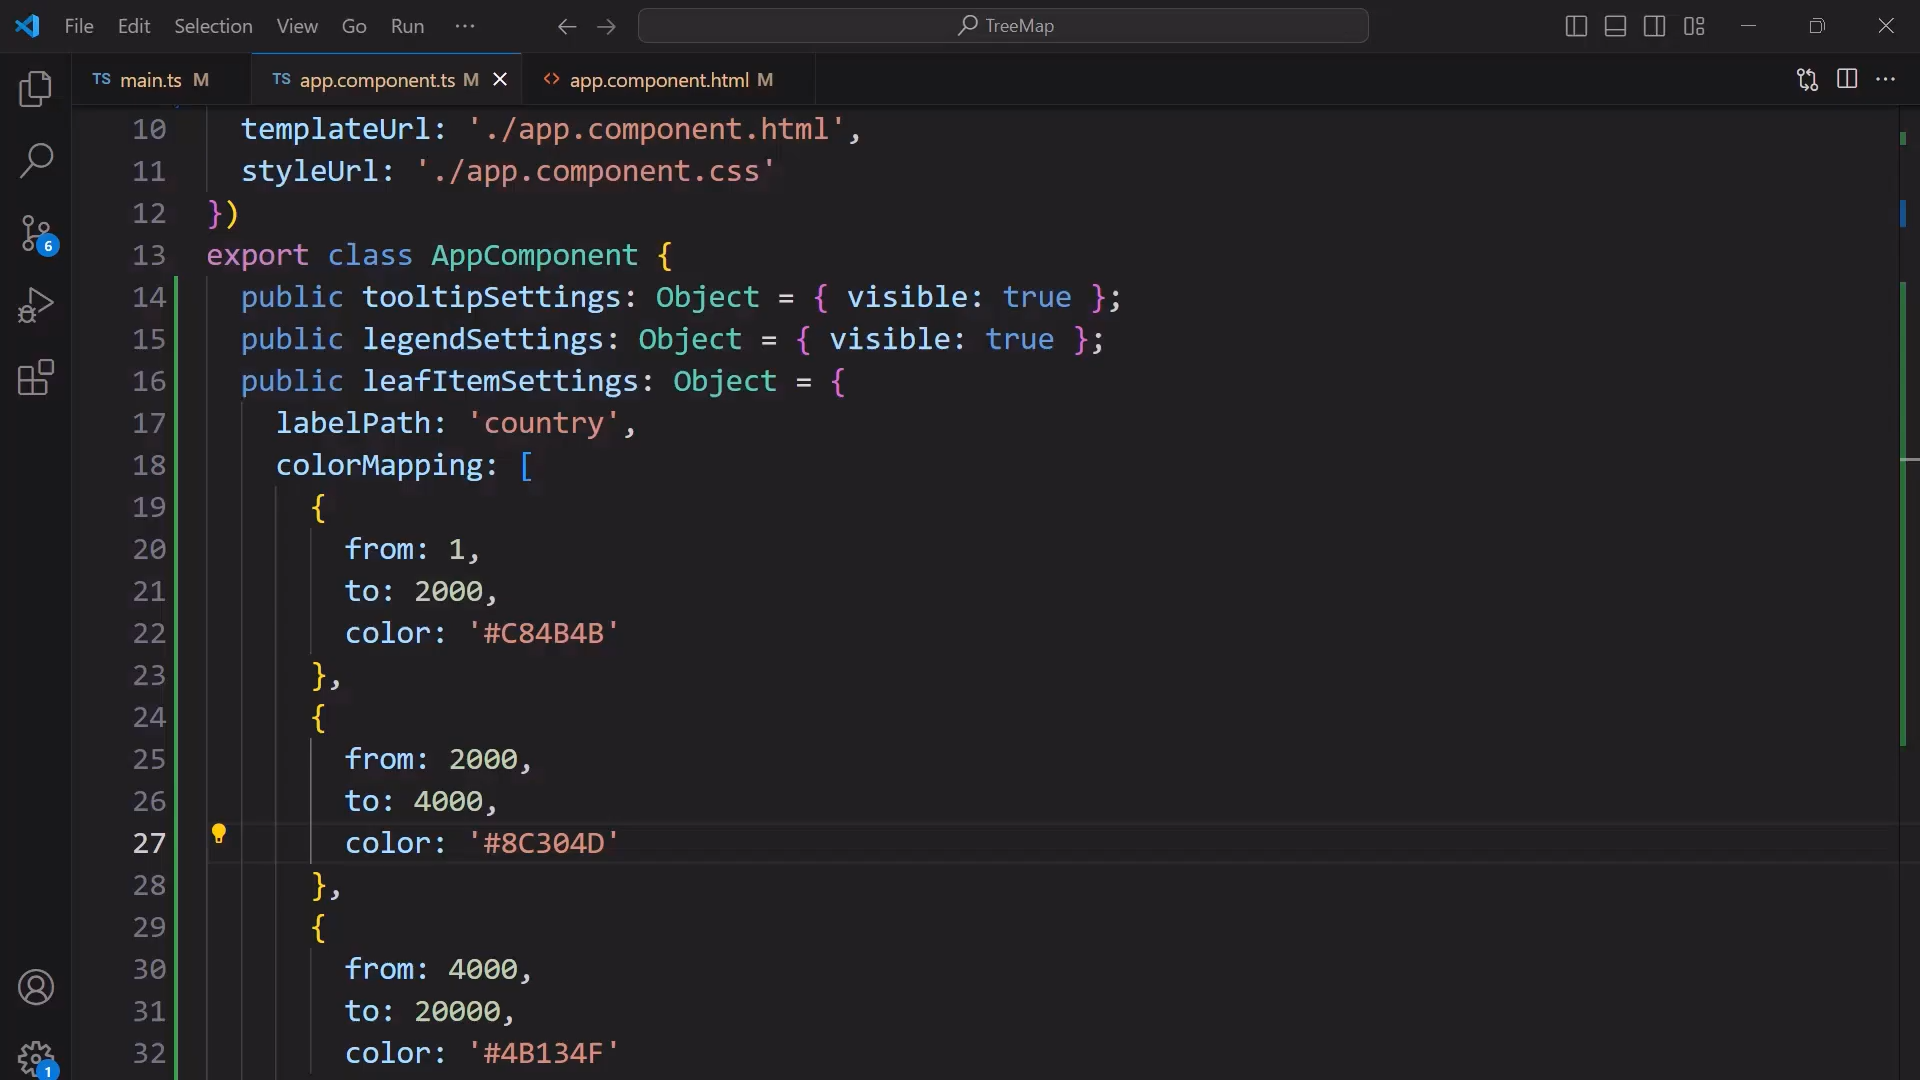 File Edit Selection View Go Run ··· TreeMap
TS main.ts M TS app.component.ts M app.component.html M
10 templateUrl: './app.component.html',
11 styleUrl: './app.component.css'
12 })
13 export class AppComponent {
14 public tooltipSettings: Object = { visible: true };
15 public legendSettings: Object = { visible: true };
16 public leafItemSettings: Object = {
17 labelPath: 'country',
18 colorMapping: [
19 {
20 from: 1,
21 to: 2000,
22 color: '#C84B4B'
23 },
24 {
25 from: 2000,
26 to: 4000,
27 color: '#8C304D'
28 },
29 {
30 from: 4000,
31 to: 20000,
32 color: '#4B134F'
6
1